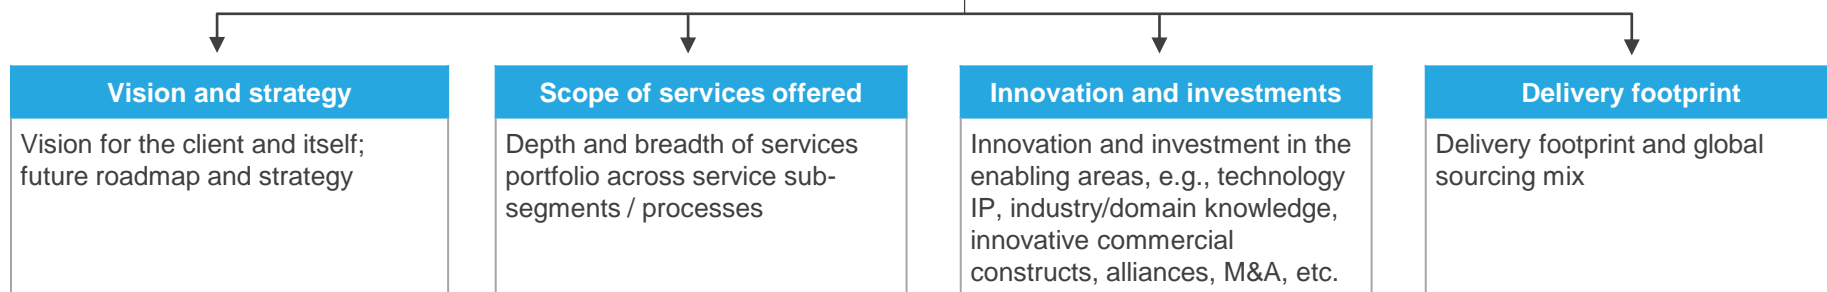 Vision and strategy
Vision for the client and itself;
future roadmap and strategy
Scope of services offered
Depth and breadth of services
portfolio across service sub-
segments / processes
Innovation and investments
Innovation and investment in the
enabling areas, e.g., technology
IP, industry/domain knowledge,
innovative commercial
constructs, alliances, M&A, etc.
Delivery footprint
Delivery footprint and global
sourcing mix